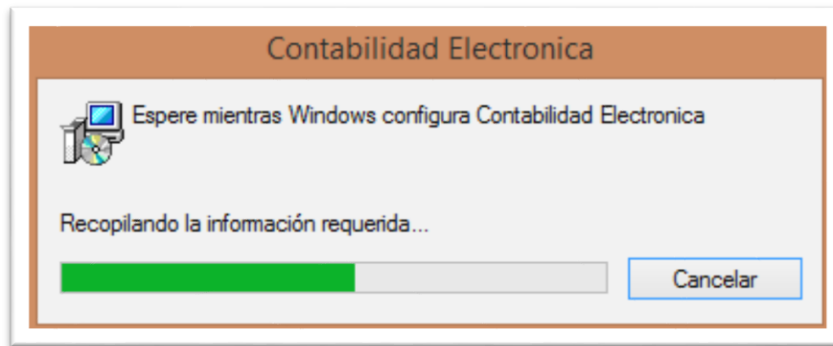 Contabilidad Electronica
Espere mientras Windows configura Contabilidad Electronica
Recopilando la información requerida...
Cancelar